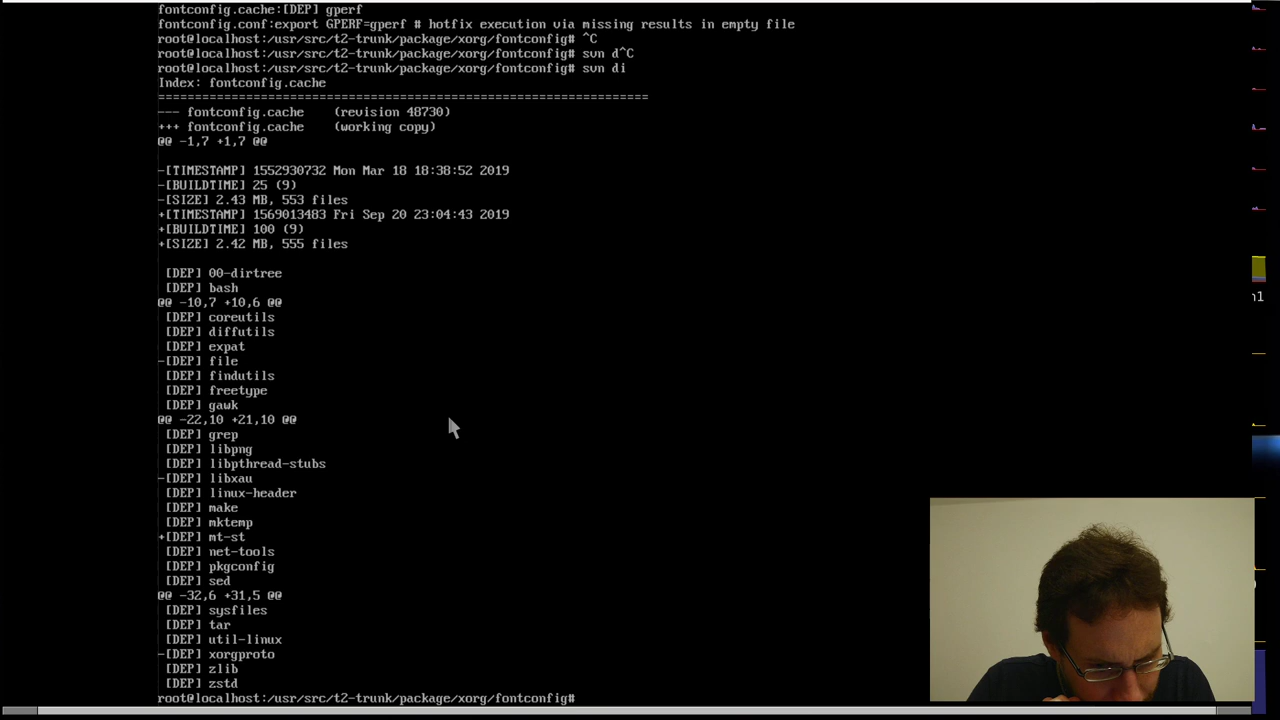 fontconfig.cache:[DEP] gperf
fontconfig.conf:export GPERF=gperf # hotfix execution via missing results in empty file
root@localhost:/usr/src/t2-trunk/package/xorg/fontconfig# ^C
root@localhost:/usr/src/t2-trunk/package/xorg/fontconfig# svn d^C
root@localhost:/usr/src/t2-trunk/package/xorg/fontconfig# svn di
Index: fontconfig.cache
===================================================================
--- fontconfig.cache    (revision 48730)
+++ fontconfig.cache    (working copy)
@@ -1,7 +1,7 @@
-[TIMESTAMP] 1552930732 Mon Mar 18 18:38:52 2019
-[BUILDTIME] 25 (9)
-[SIZE] 2.43 MB, 553 files
+[TIMESTAMP] 1569013483 Fri Sep 20 23:04:43 2019
+[BUILDTIME] 100 (9)
+[SIZE] 2.42 MB, 555 files
 [DEP] 00-dirtree
 [DEP] bash
@@ -10,7 +10,6 @@
 [DEP] coreutils
 [DEP] diffutils
 [DEP] expat
-[DEP] file
 [DEP] findutils
 [DEP] freetype
 [DEP] gawk
@@ -22,10 +21,10 @@
 [DEP] grep
 [DEP] libpng
 [DEP] libpthread-stubs
-[DEP] libxau
 [DEP] linux-header
 [DEP] make
 [DEP] mktemp
+[DEP] mt-st
 [DEP] net-tools
 [DEP] pkgconfig
 [DEP] sed
@@ -32,6 +31,5 @@
 [DEP] sysfiles
 [DEP] tar
 [DEP] util-linux
-[DEP] xorgproto
 [DEP] zlib
 [DEP] zstd
root@localhost:/usr/src/t2-trunk/package/xorg/fontconfig#